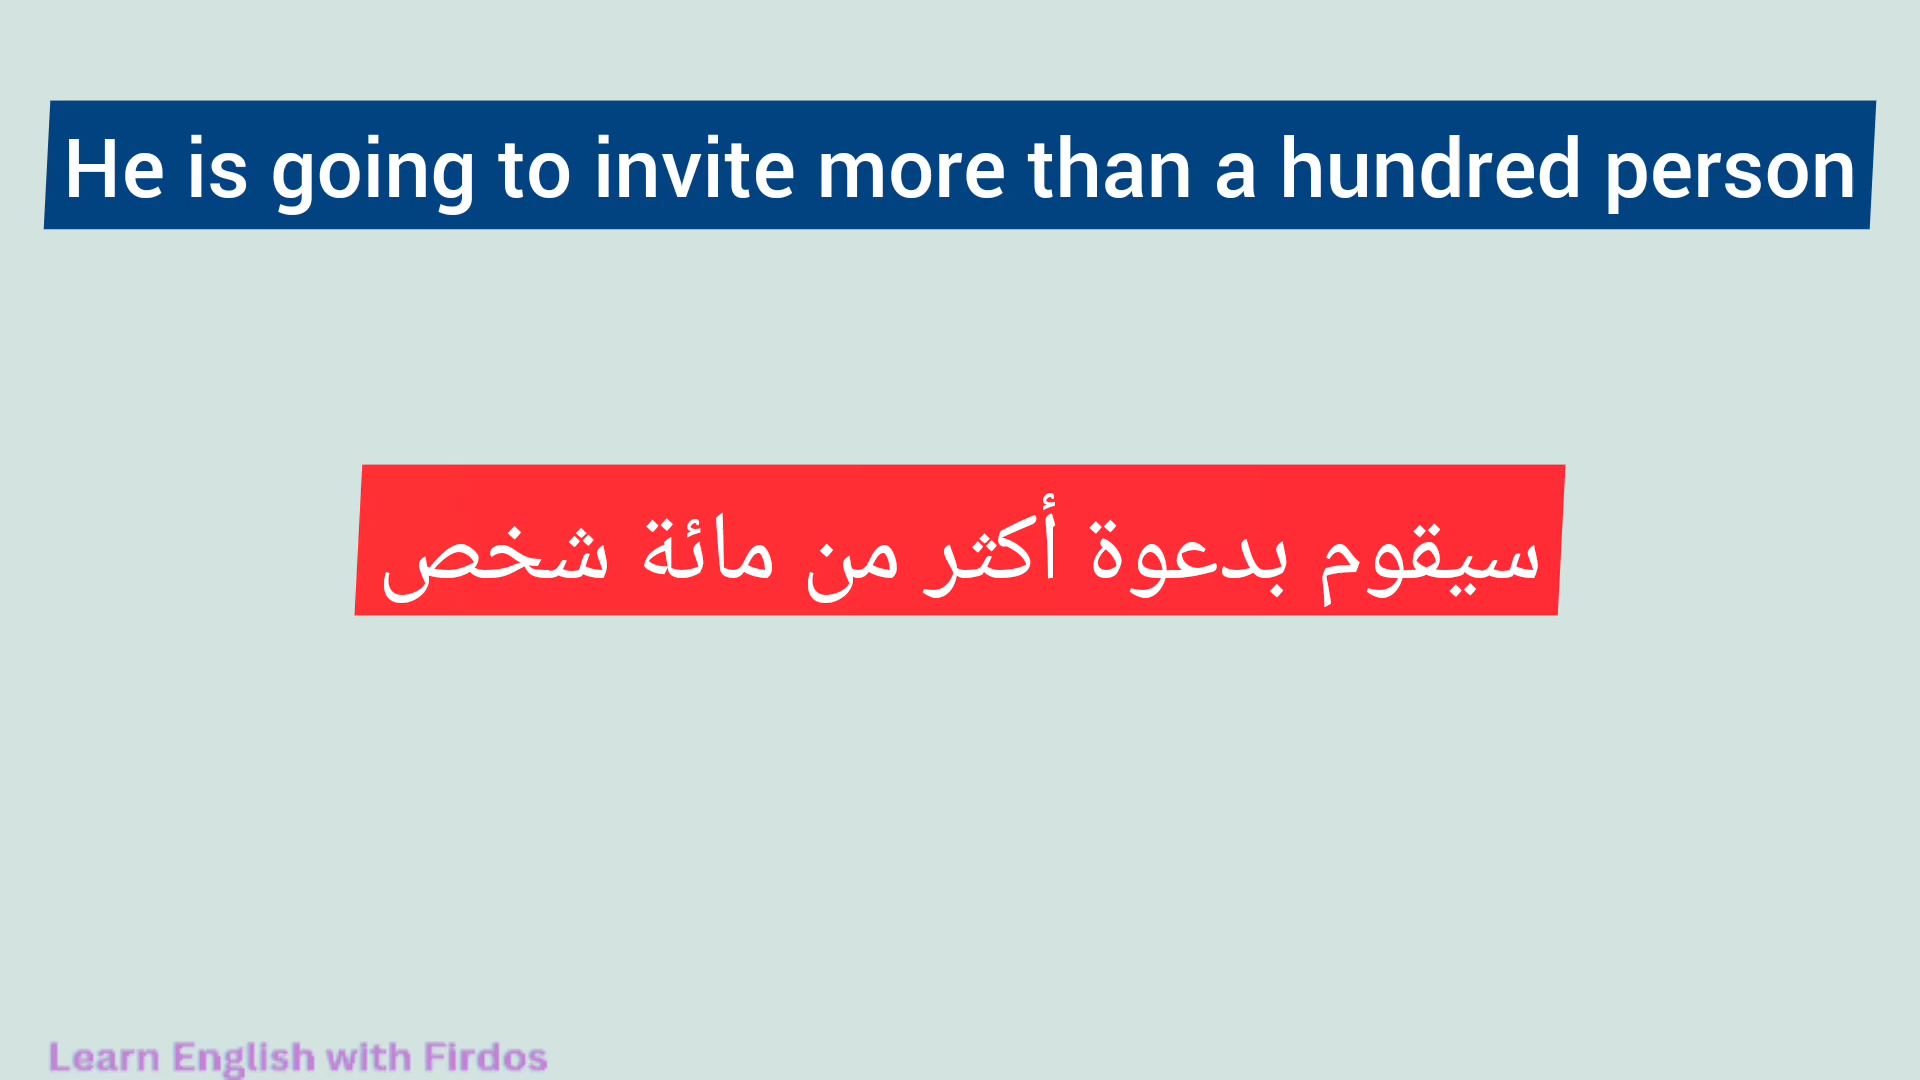 He is going to invite more than a hundred person
سيقوم بدعوة أكثر من مائة شخص
Learn English with Firdos